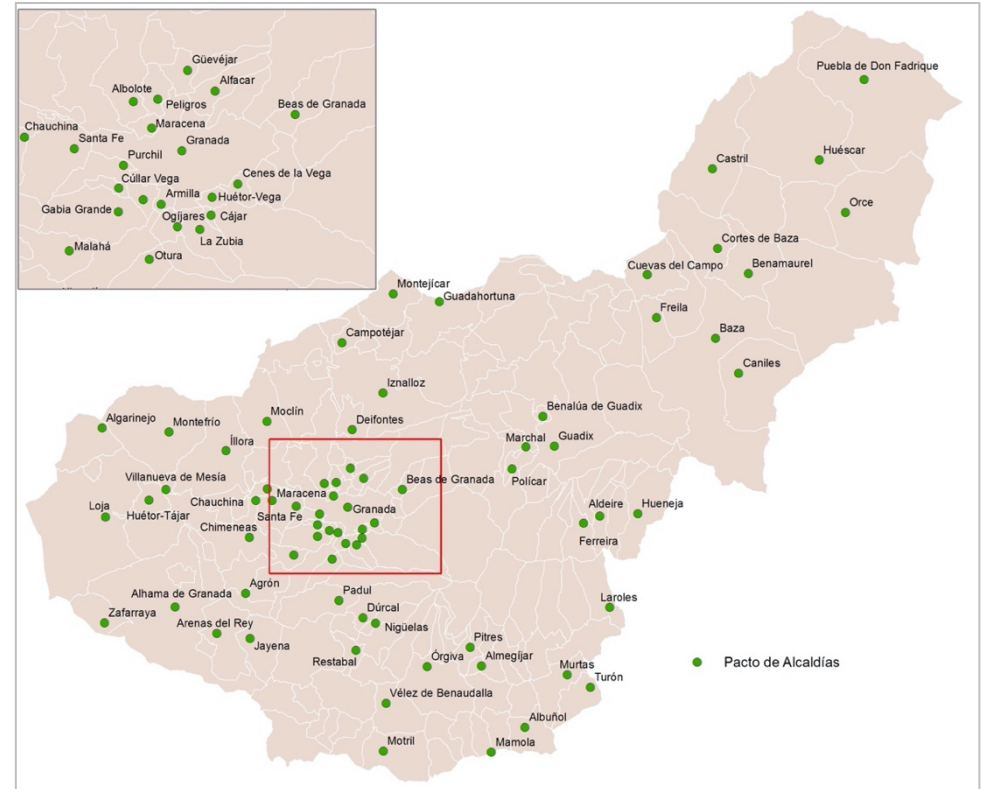 Güevéjar
Alfacar
Albolote
Peligros
Beas de Granada
Chauchina
Maracena
Santa Fe
Granada
Purchil
Cenes de la Vega
Cúllar Vega
Armilla
Huétor-Vega
Gabia Grande
Ogíjares
Cájar
La Zubia
Malahá
Otura
Puebla de Don Fadrique
Huéscar
Castril
Orce
Cortes de Baza
Cuevas del Campo
Benamaurel
Montejícar
Guadahortuna
Freila
Campotéjar
Baza
Caniles
Iznalloz
Benalúa de Guadix
Algarinejo
Montefrío
Moclín
Deifontes
Íllora
Marchal
Guadix
Villanueva de Mesía
Beas de Granada
Polícar
Chauchina
Maracena
Loja
Huétor-Tájar
Santa Fe
Granada
Aldeire
Hueneja
Chimeneas
Ferreira
Agrón
Alhama de Granada
Padul
Laroles
Zafarraya
Arenas del Rey
Dúrcal
Nigüelas
Jayena
Restabal
Pitres
Órgiva
Almegíjar
Murtas
Turón
Pacto de Alcaldías
Vélez de Benaudalla
Albuñol
Motril
Mamola